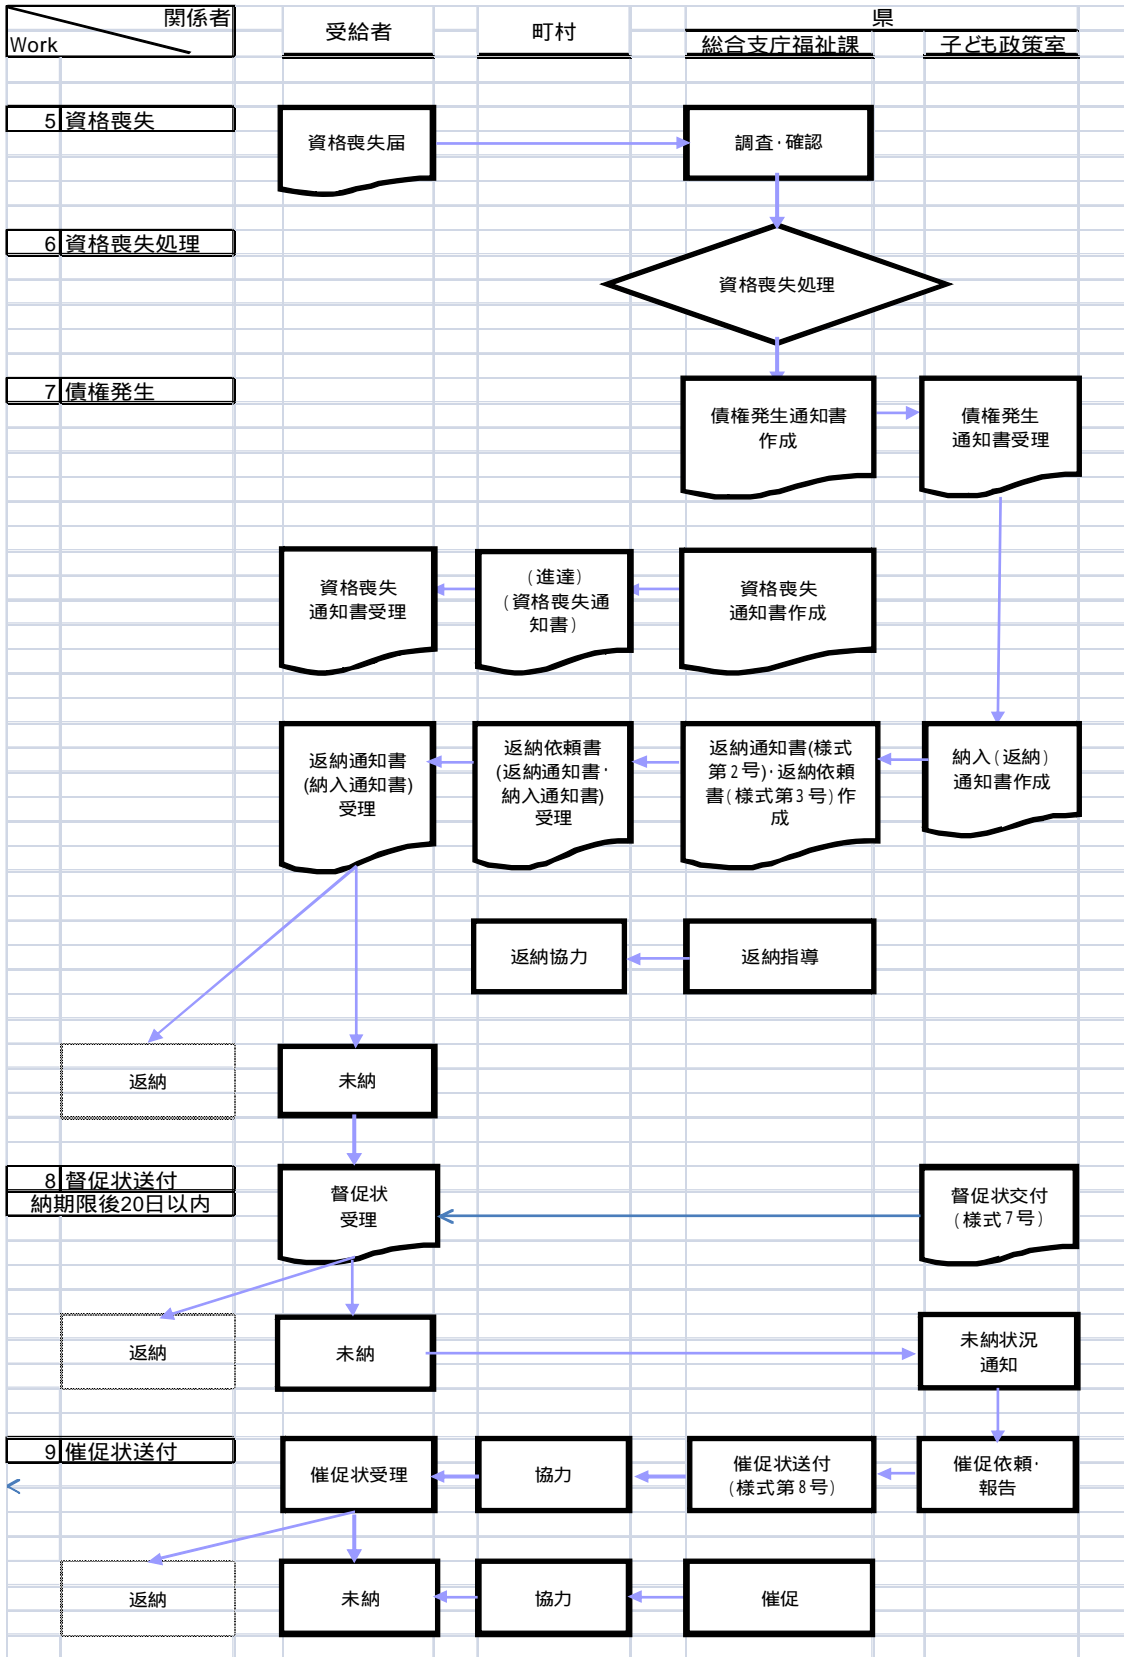 関係者
Work
受給者
町村
県
総合支庁福祉課
子ども政策室
5 資格喪失
資格喪失届
調査・確認
6 資格喪失処理
資格喪失処理
7 債権発生
債権発生通知書
作成
債権発生
通知書受理
資格喪失
通知書受理
(進達)
(資格喪失通
知書)
資格喪失
通知書作成
返納通知書
(納入通知書)
受理
返納依頼書
(返納通知書・
納入通知書)
受理
返納通知書(様式
第2号)・返納依頼
書(様式第3号)作
成
納入(返納)
通知書作成
返納協力
返納指導
返納
未納
8 督促状送付
納期限後20日以内
督促状
受理
督促状交付
(様式7号)
返納
未納
未納状況
通知
9 催促状送付
催促状受理
協力
催促状送付
(様式第8号)
催促依頼・
報告
返納
未納
協力
催促